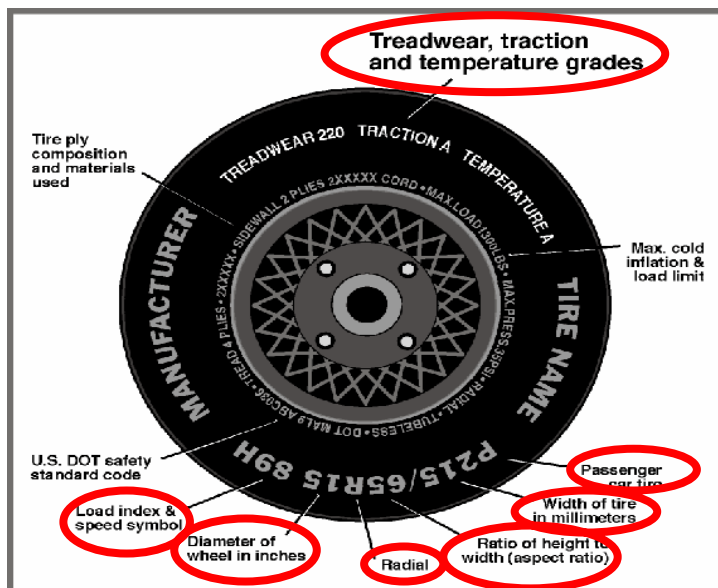 Treadwear, traction
and temperature grades
Tire ply
composition
and materials
used
TREADWEAR 220 TRACTION A TEMPERATURE A
SIDEWALL 2 PLIES 2XXXXX CORD • MAX.LOAD1300LBS • MAX.PRESS.35PSI • RADIAL • TUBELESS • DOT MAL9 ABC036 • TREAD 4 PLIES • 2XXXXX •
Max. cold
inflation &
load limit
MANUFACTURER
TIRE NAME
P215/65R15 89H
U.S. DOT safety
standard code
Passenger
car tire
Load index &
speed symbol
Width of tire
in millimeters
Diameter of
wheel in inches
Radial
Ratio of height to
width (aspect ratio)